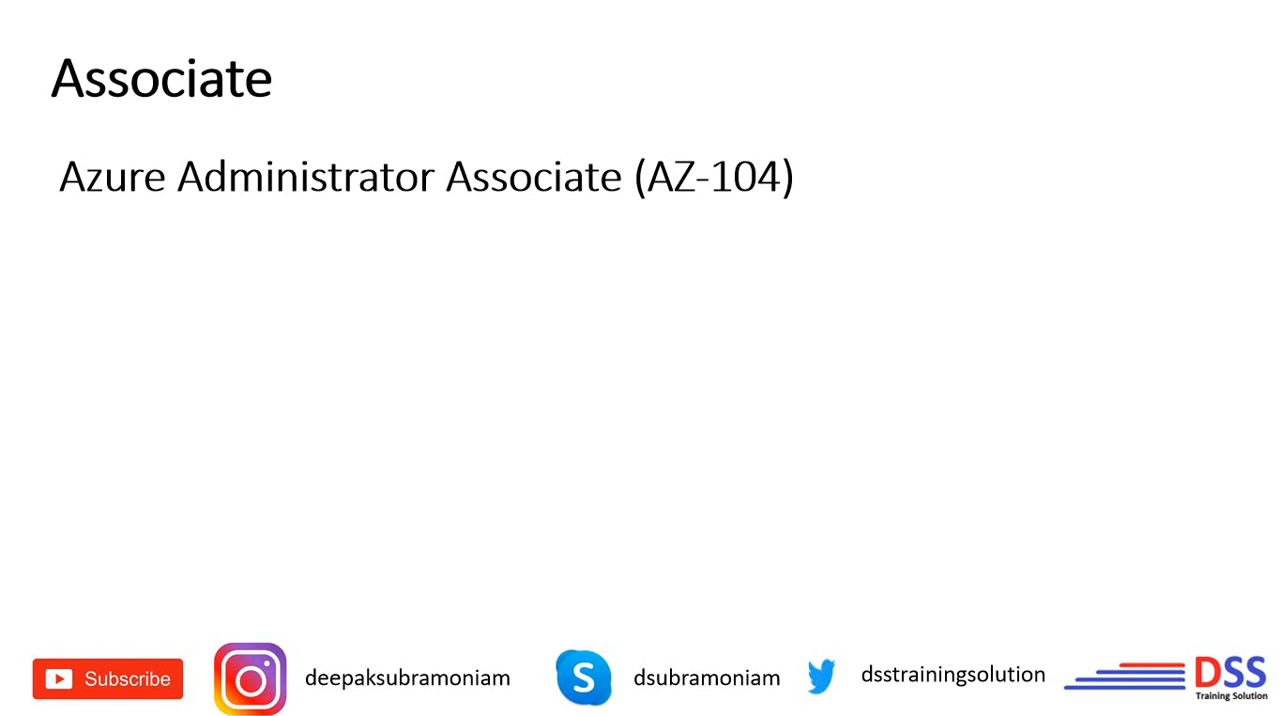 Associate
Azure Administrator Associate (AZ-104)
Subscribe
deepaksubramoniam
S
dsubramoniam
dsstrainingsolution
DSS
Training Solution